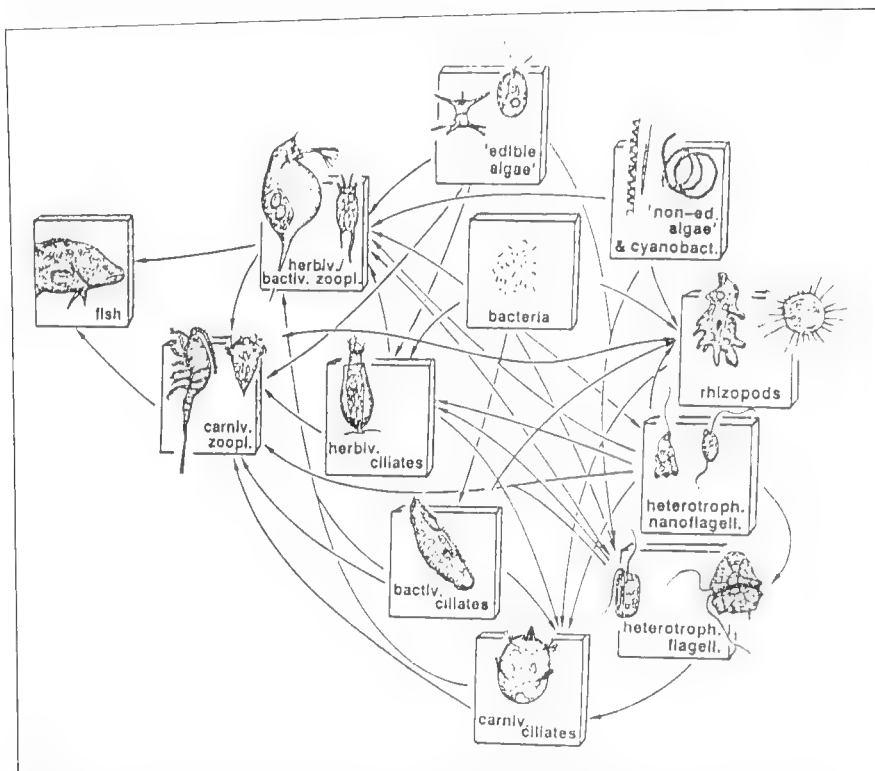 'edible
algae'
'non-ed.
algae'
& cyanobact.
herbiv.
bactiv. zoopl.
fish
bacteria
rhizopods
carniv.
zoopl.
herbiv.
ciliates
heterotroph.
nanoflagell.
bactiv.
ciliates
heterotroph.
flagell.
carniv.
ciliates